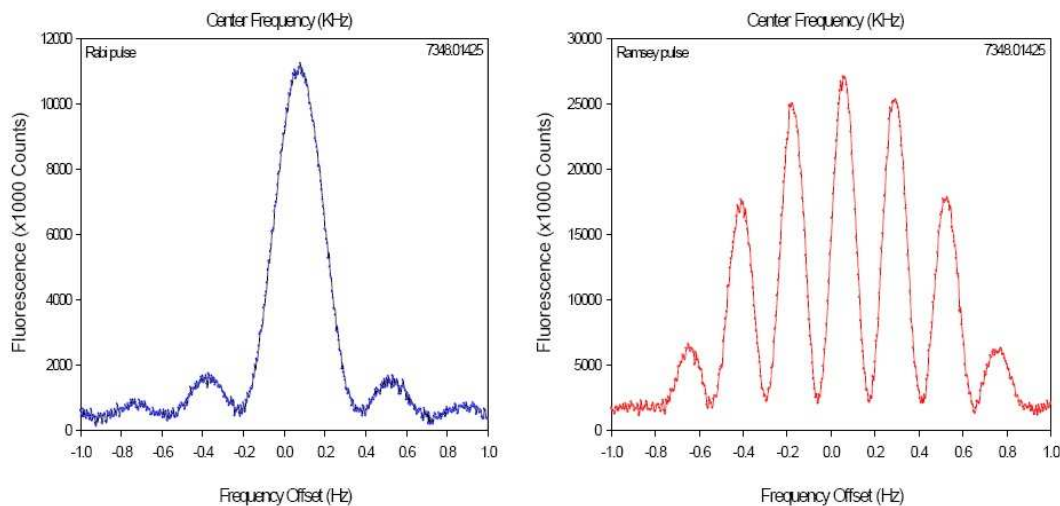 Center Frequency (KHz)
Rabi pulse 7348.01425
12000
10000
8000
6000
4000
2000
0
Fluorescence (x1000 Counts)
-1.0 -0.8 -0.6 -0.4 -0.2 0.0 0.2 0.4 0.6 0.8 1.0
Frequency Offset (Hz)
Center Frequency (KHz)
Ramsey pulse 7348.01425
30000
25000
20000
15000
10000
5000
0
Fluorescence (x1000 Counts)
-1.0 -0.8 -0.6 -0.4 -0.2 0.0 0.2 0.4 0.6 0.8 1.0
Frequency Offset (Hz)